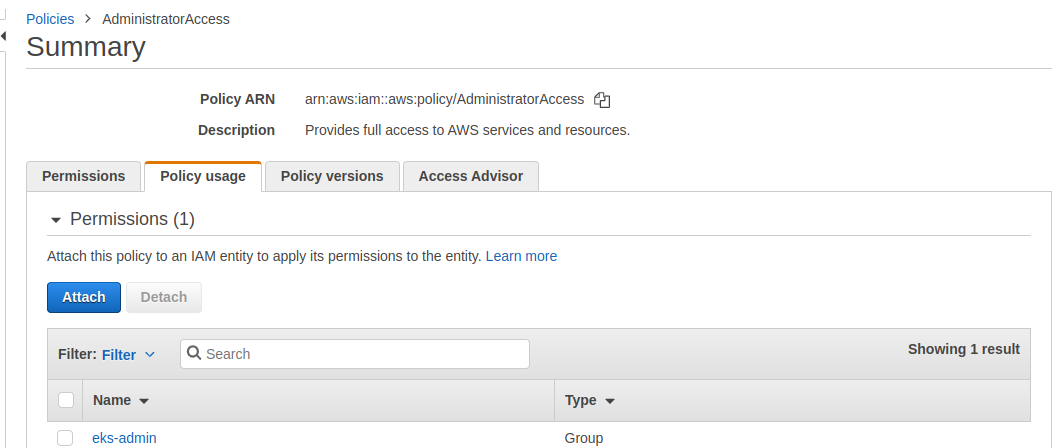 Policies > AdministratorAccess
Summary
Policy ARN arn:aws:iam::aws:policy/AdministratorAccess
Description Provides full access to AWS services and resources.
Permissions Policy usage Policy versions Access Advisor
Permissions (1)
Attach this policy to an IAM entity to apply its permissions to the entity. Learn more
Attach Detach
Filter: Filter Search Showing 1 result
Name Type
eks-admin Group